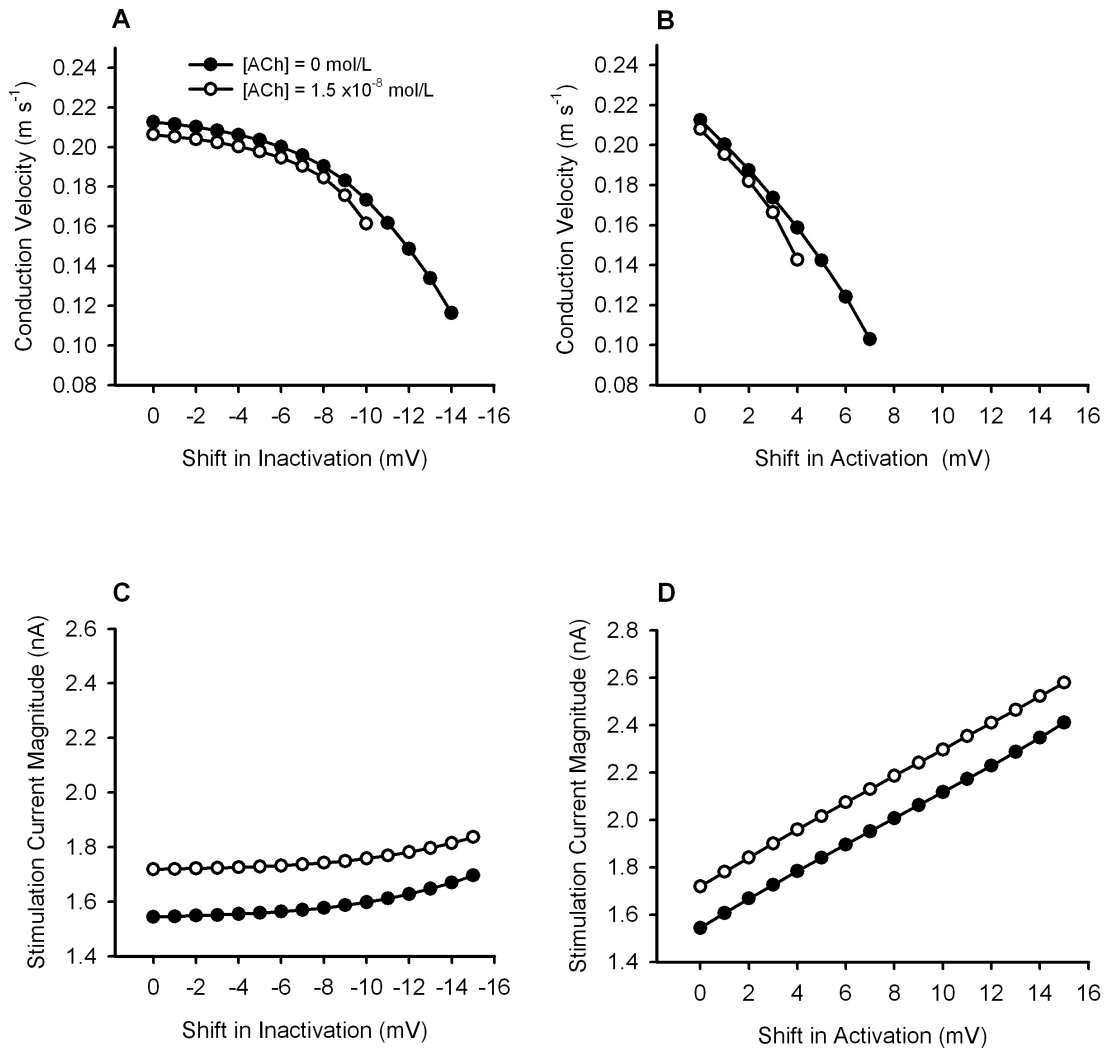 A
[ACh] = 0 mol/L
[ACh] = 1.5 x10⁻⁸ mol/L
Conduction Velocity (m s⁻¹)
0.24
0.22
0.20
0.18
0.16
0.14
0.12
0.10
0.08
0 -2 -4 -6 -8 -10 -12 -14 -16
Shift in Inactivation (mV)
B
Conduction Velocity (m s⁻¹)
0.24
0.22
0.20
0.18
0.16
0.14
0.12
0.10
0.08
0 2 4 6 8 10 12 14 16
Shift in Activation (mV)
C
Stimulation Current Magnitude (nA)
2.6
2.4
2.2
2.0
1.8
1.6
1.4
0 -2 -4 -6 -8 -10 -12 -14 -16
Shift in Inactivation (mV)
D
Stimulation Current Magnitude (nA)
2.8
2.6
2.4
2.2
2.0
1.8
1.6
1.4
0 2 4 6 8 10 12 14 16
Shift in Activation (mV)